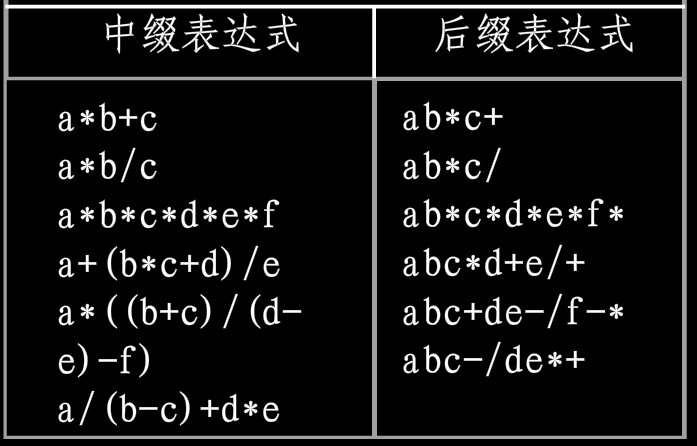 中缀表达式 后缀表达式
a*b+c ab*c+
a*b/c ab*c/
a*b*c*d*e*f ab*c*d*e*f*
a+(b*c+d)/e abc*d+e/+
a*((b+c)/(d- abc+de-/f-*
e)-f) abc-/de*+
a/(b-c)+d*e